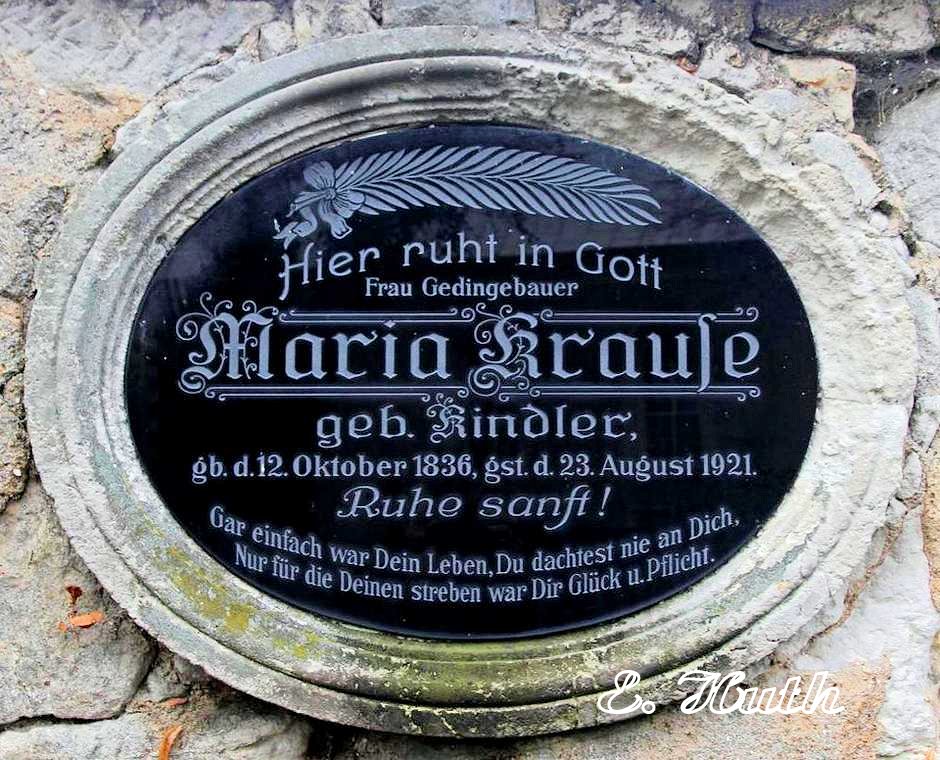 Hier ruht in Gott
Frau Gedingebauer
Maria Krauſe
geb. Kindler,
gb. d. 12. Oktober 1836, gst. d. 23. August 1921.
Ruhe sanft!
Gar einfach war Dein Leben, Du dachtest nie an Dich,
Nur für die Deinen streben war Dir Glück u. Pflicht.
E. Huth